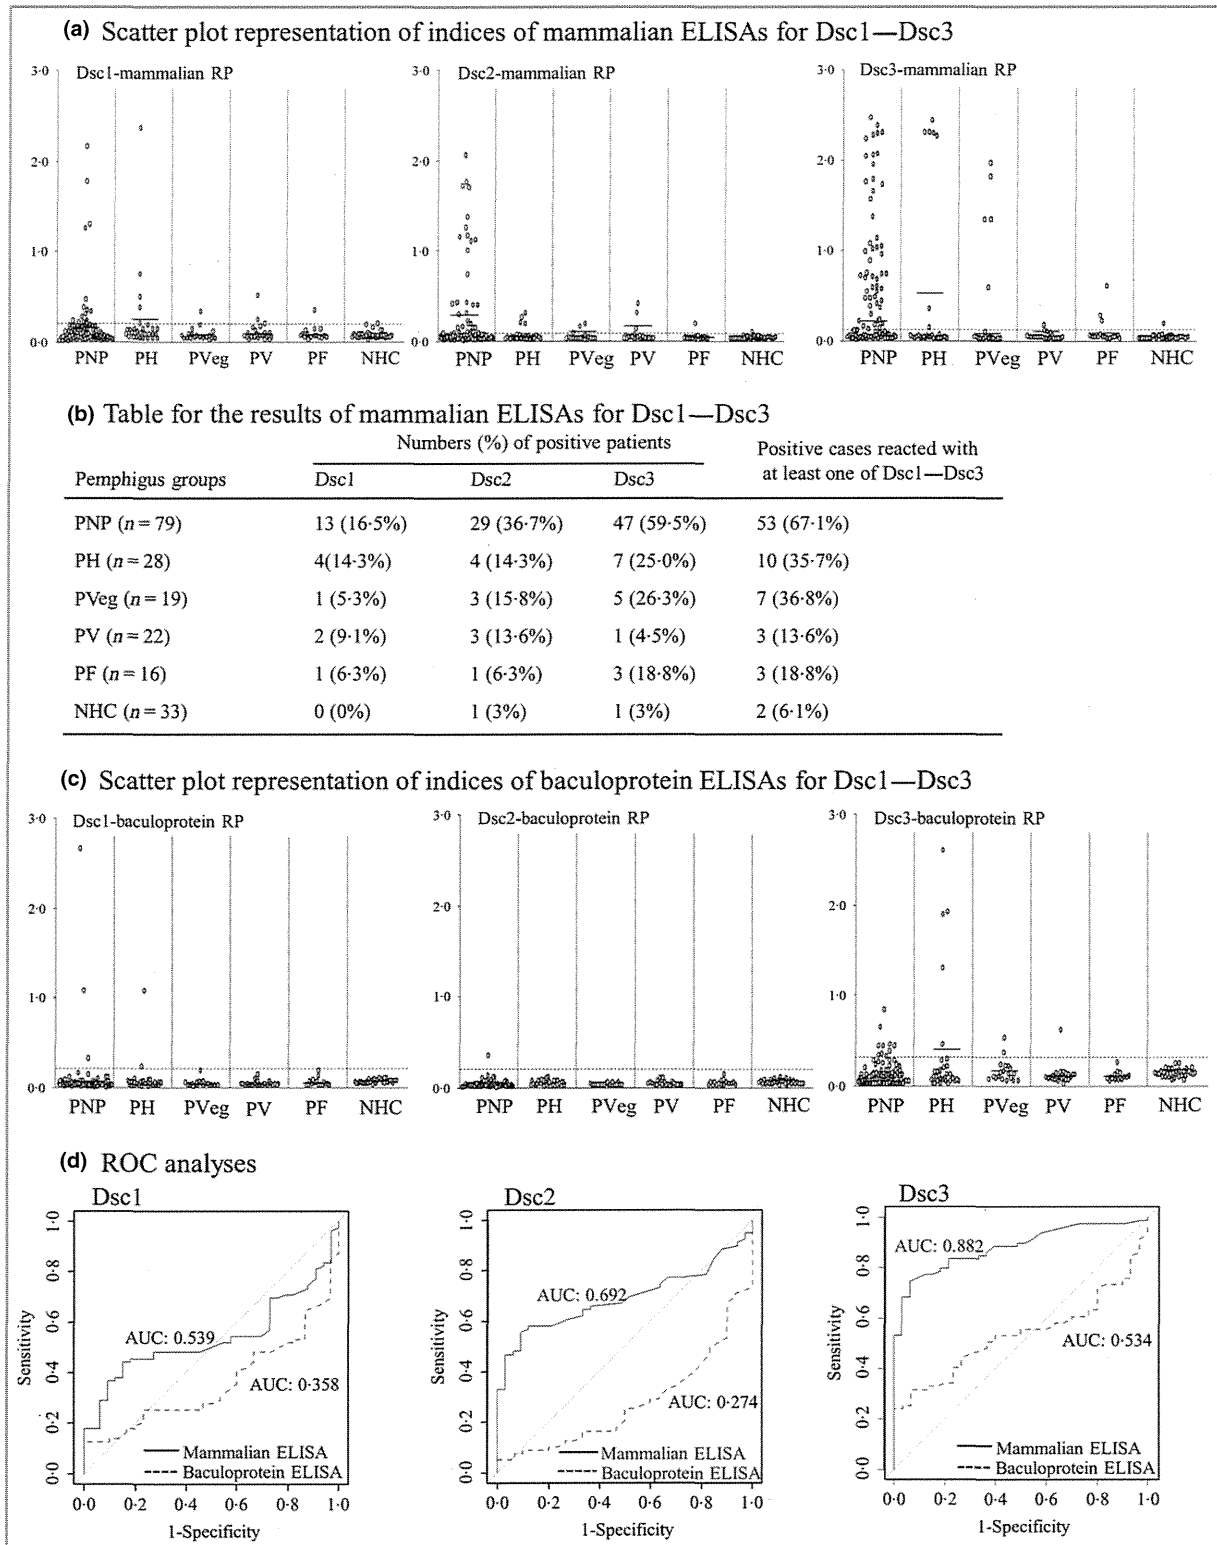 (a) Scatter plot representation of indices of mammalian ELISAs for Dsc1—Dsc3
Dsc1-mammalian RP
3·0
2·0
1·0
0·0
PNP PH PVeg PV PF NHC
Dsc2-mammalian RP
3·0
2·0
1·0
0·0
PNP PH PVeg PV PF NHC
Dsc3-mammalian RP
3·0
2·0
1·0
0·0
PNP PH PVeg PV PF NHC
(b) Table for the results of mammalian ELISAs for Dsc1—Dsc3
Numbers (%) of positive patients
Positive cases reacted with
at least one of Dsc1—Dsc3
Pemphigus groups Dsc1 Dsc2 Dsc3
PNP (n = 79) 13 (16·5%) 29 (36·7%) 47 (59·5%) 53 (67·1%)
PH (n = 28) 4(14·3%) 4 (14·3%) 7 (25·0%) 10 (35·7%)
PVeg (n = 19) 1 (5·3%) 3 (15·8%) 5 (26·3%) 7 (36·8%)
PV (n = 22) 2 (9·1%) 3 (13·6%) 1 (4·5%) 3 (13·6%)
PF (n = 16) 1 (6·3%) 1 (6·3%) 3 (18·8%) 3 (18·8%)
NHC (n = 33) 0 (0%) 1 (3%) 1 (3%) 2 (6·1%)
(c) Scatter plot representation of indices of baculoprotein ELISAs for Dsc1—Dsc3
Dsc1-baculoprotein RP
3·0
2·0
1·0
0·0
PNP PH PVeg PV PF NHC
Dsc2-baculoprotein RP
3·0
2·0
1·0
0·0
PNP PH PVeg PV PF NHC
Dsc3-baculoprotein RP
3·0
2·0
1·0
0·0
PNP PH PVeg PV PF NHC
(d) ROC analyses
Dsc1
Sensitivity
1·0
0·8
0·6
0·4
0·2
0·0
AUC: 0.539
AUC: 0·358
Mammalian ELISA
Baculoprotein ELISA
0·0 0·2 0·4 0·6 0·8 1·0
1-Specificity
Dsc2
Sensitivity
1·0
0·8
0·6
0·4
0·2
0·0
AUC: 0.692
AUC: 0·274
Mammalian ELISA
Baculoprotein ELISA
0·0 0·2 0·4 0·6 0·8 1·0
1-Specificity
Dsc3
Sensitivity
1·0
0·8
0·6
0·4
0·2
0·0
AUC: 0.882
AUC: 0·534
Mammalian ELISA
Baculoprotein ELISA
0·0 0·2 0·4 0·6 0·8 1·0
1-Specificity